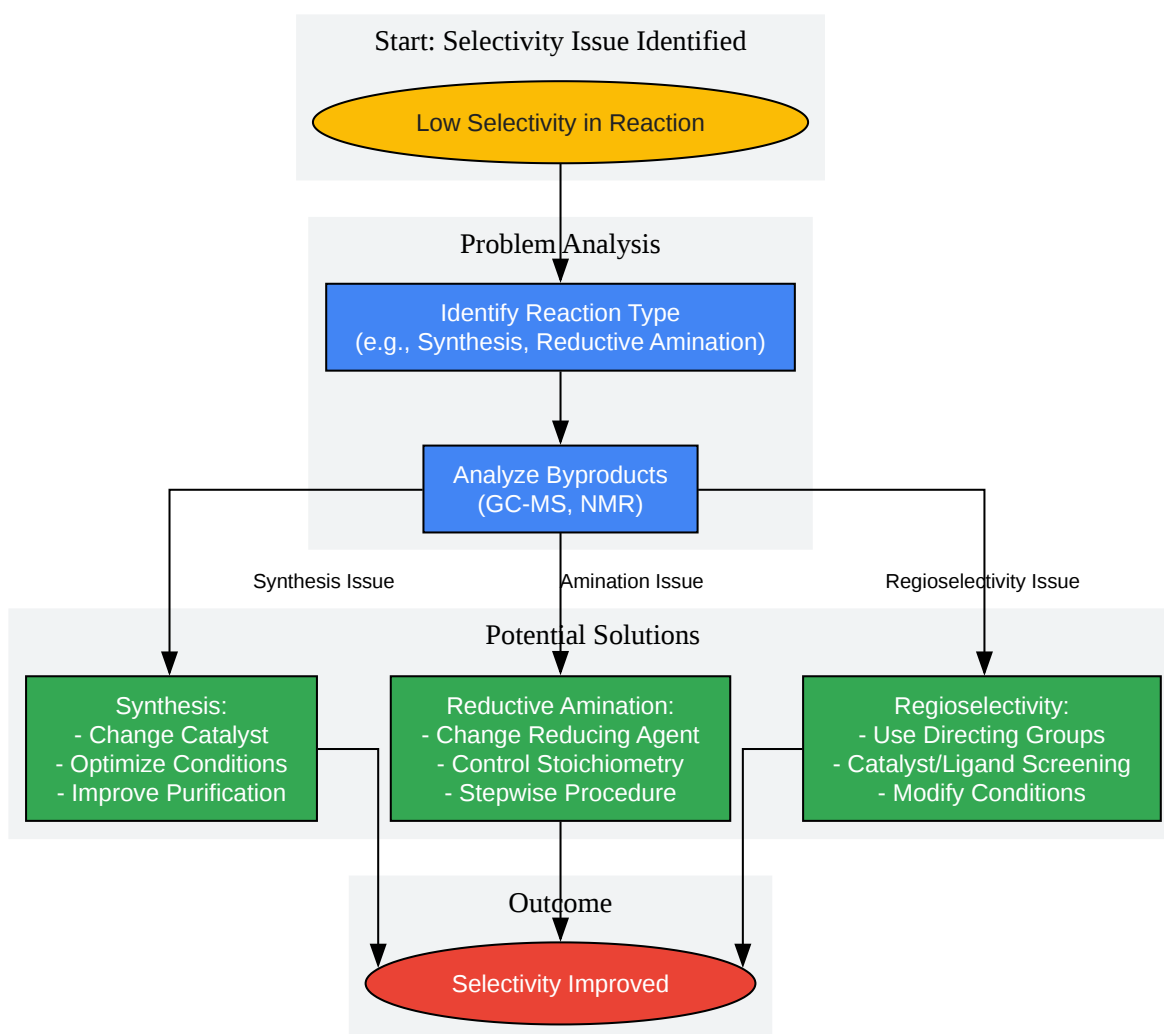 Start: Selectivity Issue Identified
Low Selectivity in Reaction
Problem Analysis
Identify Reaction Type
(e.g., Synthesis, Reductive Amination)
Analyze Byproducts
(GC-MS, NMR)
Synthesis Issue
Amination Issue
Regioselectivity Issue
Potential Solutions
Synthesis:
- Change Catalyst
- Optimize Conditions
- Improve Purification
Reductive Amination:
- Change Reducing Agent
- Control Stoichiometry
- Stepwise Procedure
Regioselectivity:
- Use Directing Groups
- Catalyst/Ligand Screening
- Modify Conditions
Outcome
Selectivity Improved